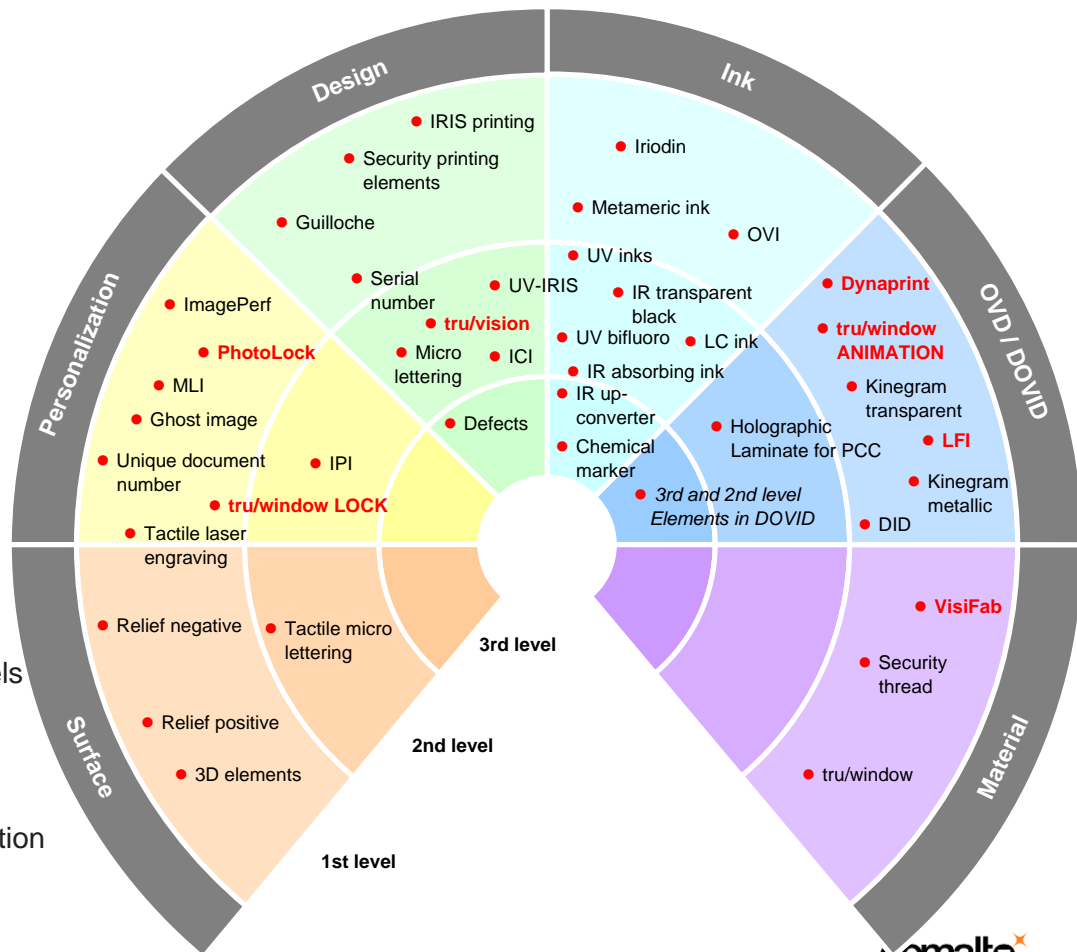 Design
Ink
Personalization
OVD / DOVID
Surface
Material
IRIS printing
Security printing
elements
Guilloche
Serial
number
UV-IRIS
tru/vision
Micro
lettering
ICI
Defects
Iriodin
Metameric ink
OVI
UV inks
IR transparent
black
UV bifluoro
LC ink
IR absorbing ink
IR up-
converter
Chemical
marker
Dynaprint
tru/window
ANIMATION
Kinegram
transparent
LFI
Kinegram
metallic
DID
Holographic
Laminate for PCC
3rd and 2nd level
Elements in DOVID
ImagePerf
PhotoLock
MLI
Ghost image
Unique document
number
IPI
tru/window LOCK
Tactile laser
engraving
Relief negative
Tactile micro
lettering
Relief positive
3D elements
3rd level
2nd level
1st level
VisiFab
Security
thread
tru/window
els
tion
emalto